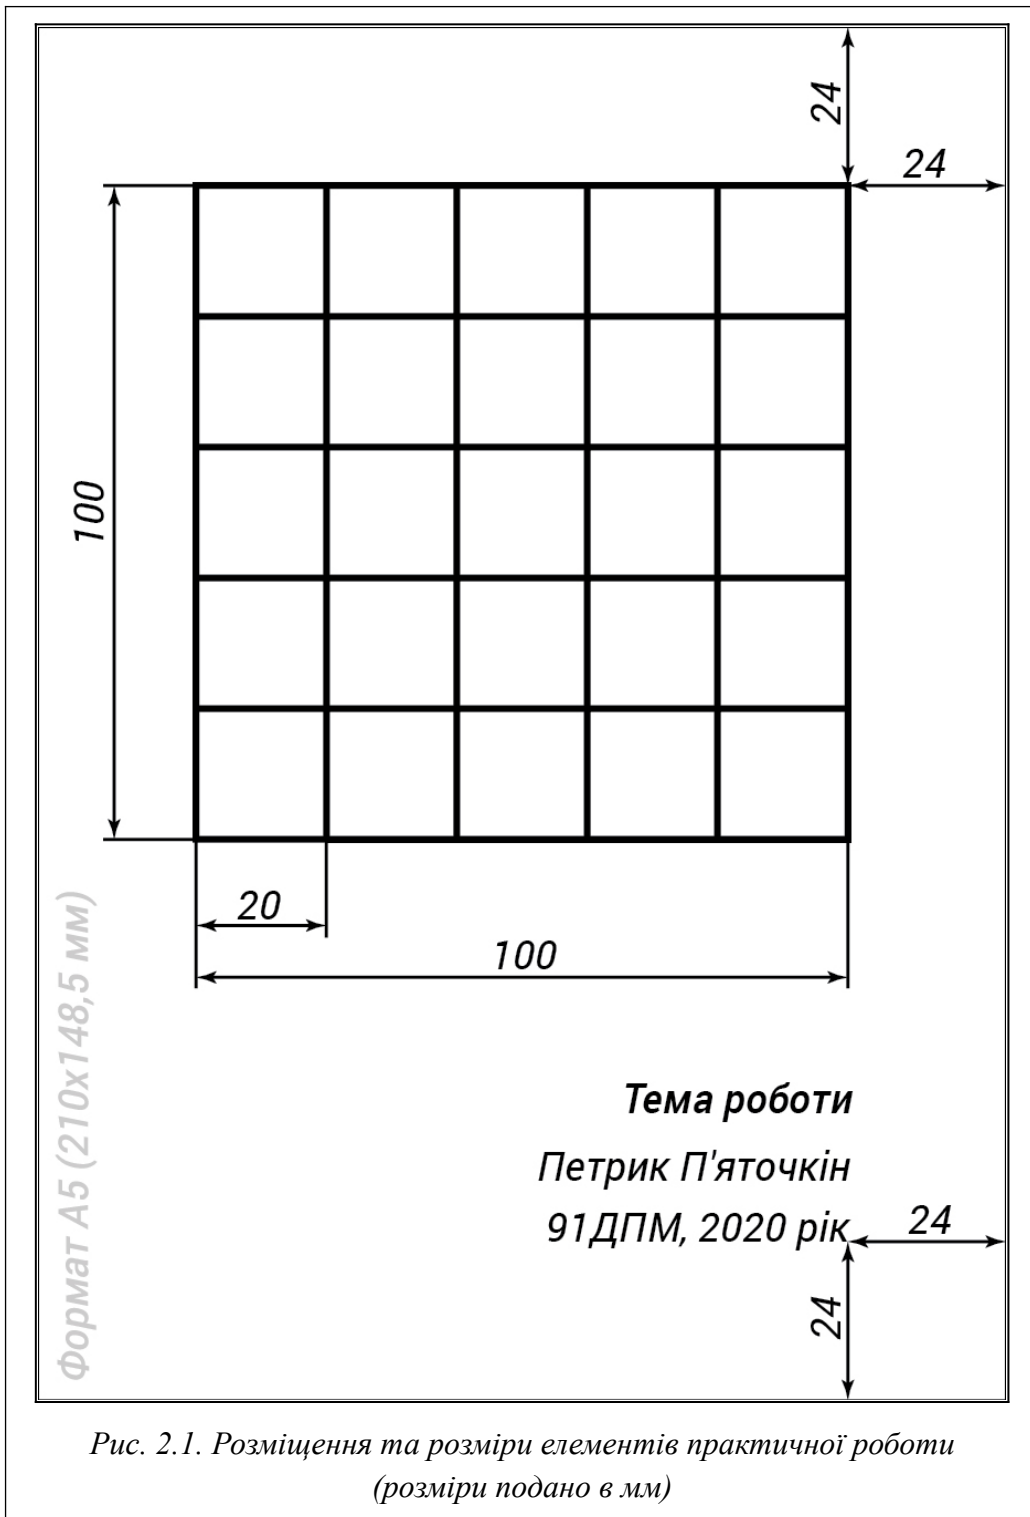 24
24
100
20
100
Формат А5 (210х148,5 мм)
Тема роботи
Петрик П'яточкін
91ДПМ, 2020 рік
24
24
Рис. 2.1. Розміщення та розміри елементів практичної роботи
(розміри подано в мм)